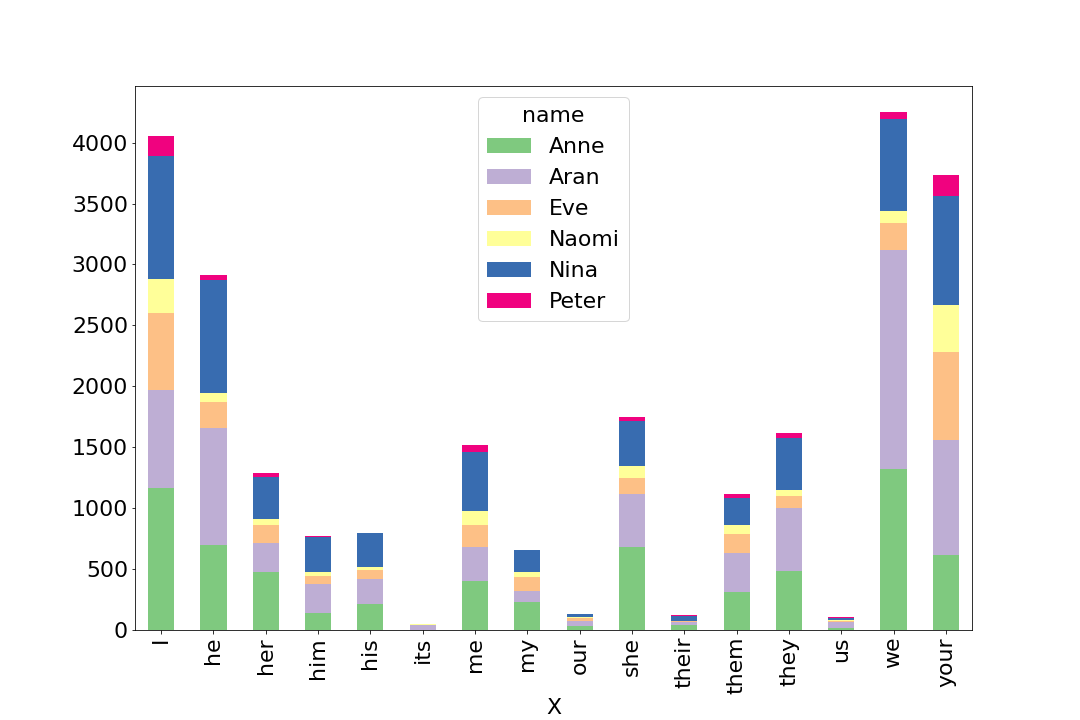 name
Anne
Aran
Eve
Naomi
Nina
Peter
4000
3500
3000
2500
2000
1500
1000
500
0
I
he
her
him
his
its
me
my
our
she
their
them
they
us
we
your
X